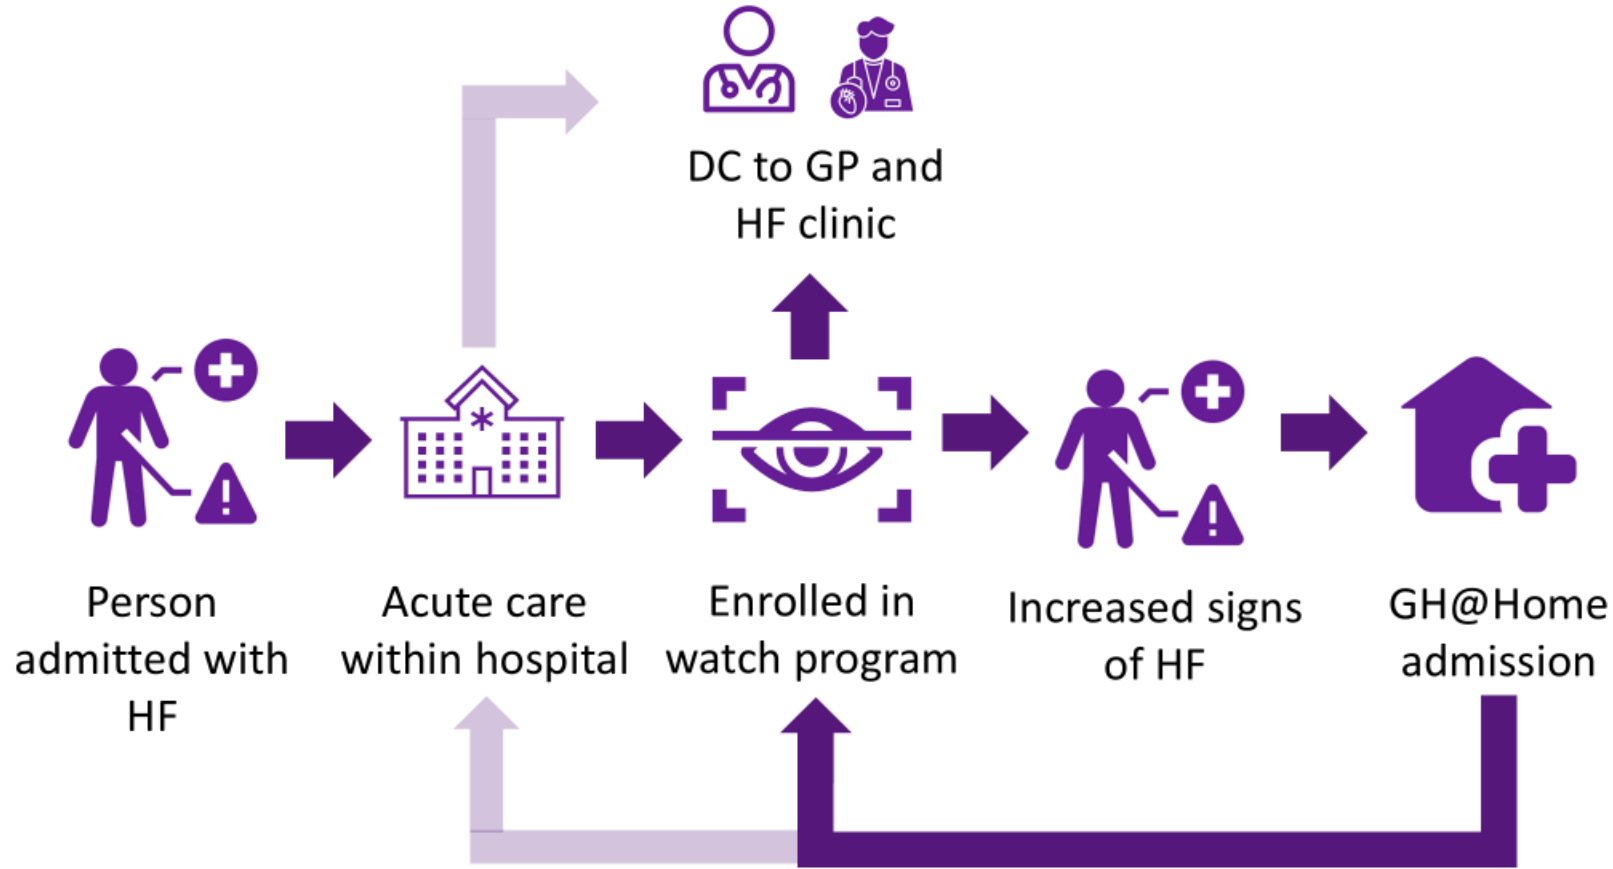 DC to GP and
HF clinic
Person
admitted with
HF
Acute care
within hospital
Enrolled in
watch program
Increased signs
of HF
GH@Home
admission